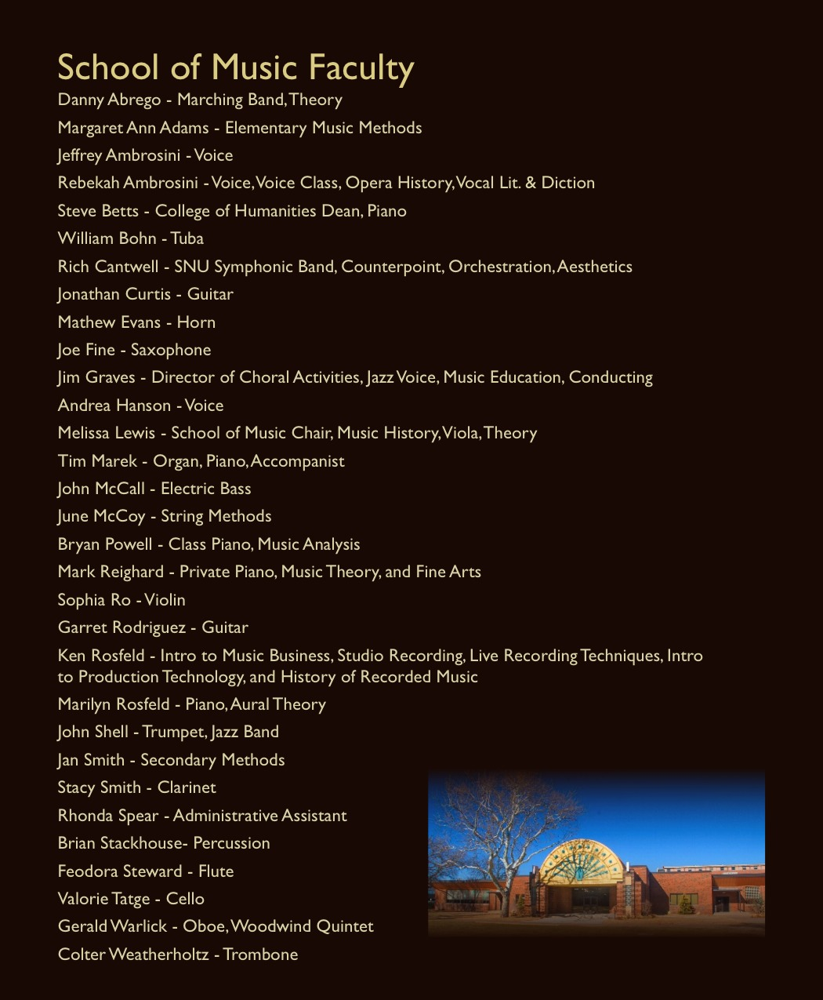 School of Music Faculty
Danny Abrego - Marching Band, Theory
Margaret Ann Adams - Elementary Music Methods
Jeffrey Ambrosini - Voice
Rebekah Ambrosini - Voice, Voice Class, Opera History, Vocal Lit. & Diction
Steve Betts - College of Humanities Dean, Piano
William Bohn - Tuba
Rich Cantwell - SNU Symphonic Band, Counterpoint, Orchestration, Aesthetics
Jonathan Curtis - Guitar
Mathew Evans - Horn
Joe Fine - Saxophone
Jim Graves - Director of Choral Activities, Jazz Voice, Music Education, Conducting
Andrea Hanson - Voice
Melissa Lewis - School of Music Chair, Music History, Viola, Theory
Tim Marek - Organ, Piano, Accompanist
John McCall - Electric Bass
June McCoy - String Methods
Bryan Powell - Class Piano, Music Analysis
Mark Reighard - Private Piano, Music Theory, and Fine Arts
Sophia Ro - Violin
Garret Rodriguez - Guitar
Ken Rosfeld - Intro to Music Business, Studio Recording, Live Recording Techniques, Intro
to Production Technology, and History of Recorded Music
Marilyn Rosfeld - Piano, Aural Theory
John Shell - Trumpet, Jazz Band
Jan Smith - Secondary Methods
Stacy Smith - Clarinet
Rhonda Spear - Administrative Assistant
Brian Stackhouse- Percussion
Feodora Steward - Flute
Valorie Tatge - Cello
Gerald Warlick - Oboe, Woodwind Quintet
Colter Weatherholtz - Trombone